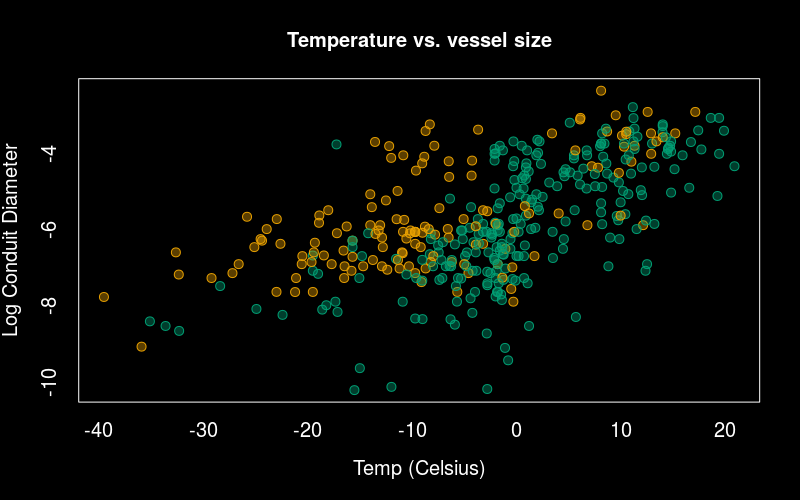 Temperature vs. vessel size
Log Conduit Diameter
-4
-6
-8
-10
-40 -30 -20 -10 0 10 20
Temp (Celsius)